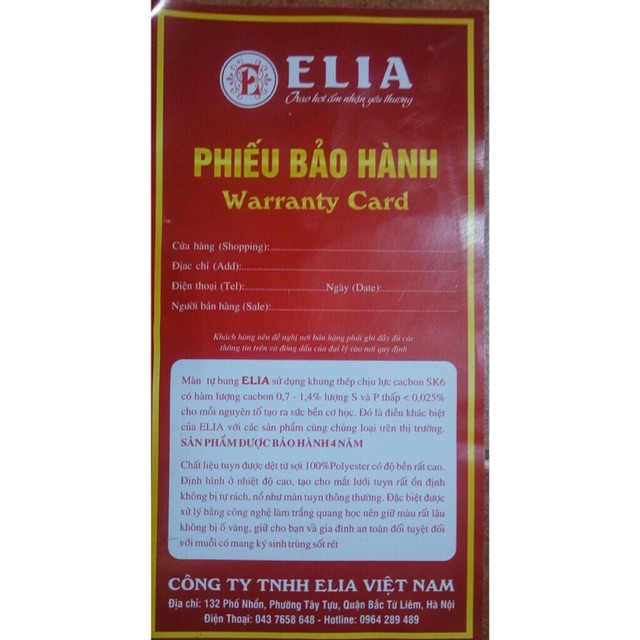 E ELIA
Trao hơi ấm nhận yêu thương
PHIẾU BẢO HÀNH
Warranty Card
Cửa hàng (Shopping):
Địac chỉ (Add):
Điện thoại (Tel): Ngày (Date):
Người bán hàng (Sale):
Khách hàng nên đề nghị nơi bán hàng phải ghi đầy đủ các
thông tin trên và đóng dấu của đại lý vào nơi quy định
Màn tự bung ELIA sử dụng khung thép chịu lực cacbon SK6
có hàm lượng cacbon 0,7 - 1,4% lượng S và P thấp < 0,025%
cho mỗi nguyên tố tạo ra sức bền cơ học. Đó là điều khác biệt
của ELIA với các sản phẩm cùng chủng loại trên thị trường.
SẢN PHẨM ĐƯỢC BẢO HÀNH 4 NĂM
Chất liệu tuyn được dệt từ sợi 100%Polyester có độ bền rất cao.
Định hình ở nhiệt độ cao, tạo cho mắt lưới tuyn rất ổn định
không bị tự rách, nổ như màn tuyn thông thường. Đặc biệt được
xử lý bằng công nghệ làm trắng quang học nên giữ màu rất lâu
không bị ố vàng, giữ cho bạn và gia đình an toàn đối tuyệt đối
với muỗi có mang ký sinh trùng sốt rét
CÔNG TY TNHH ELIA VIỆT NAM
Địa chỉ: 132 Phố Nhổn, Phường Tây Tựu, Quận Bắc Từ Liêm, Hà Nội
Điện Thoại: 043 7658 648 - Hotline: 0964 289 489